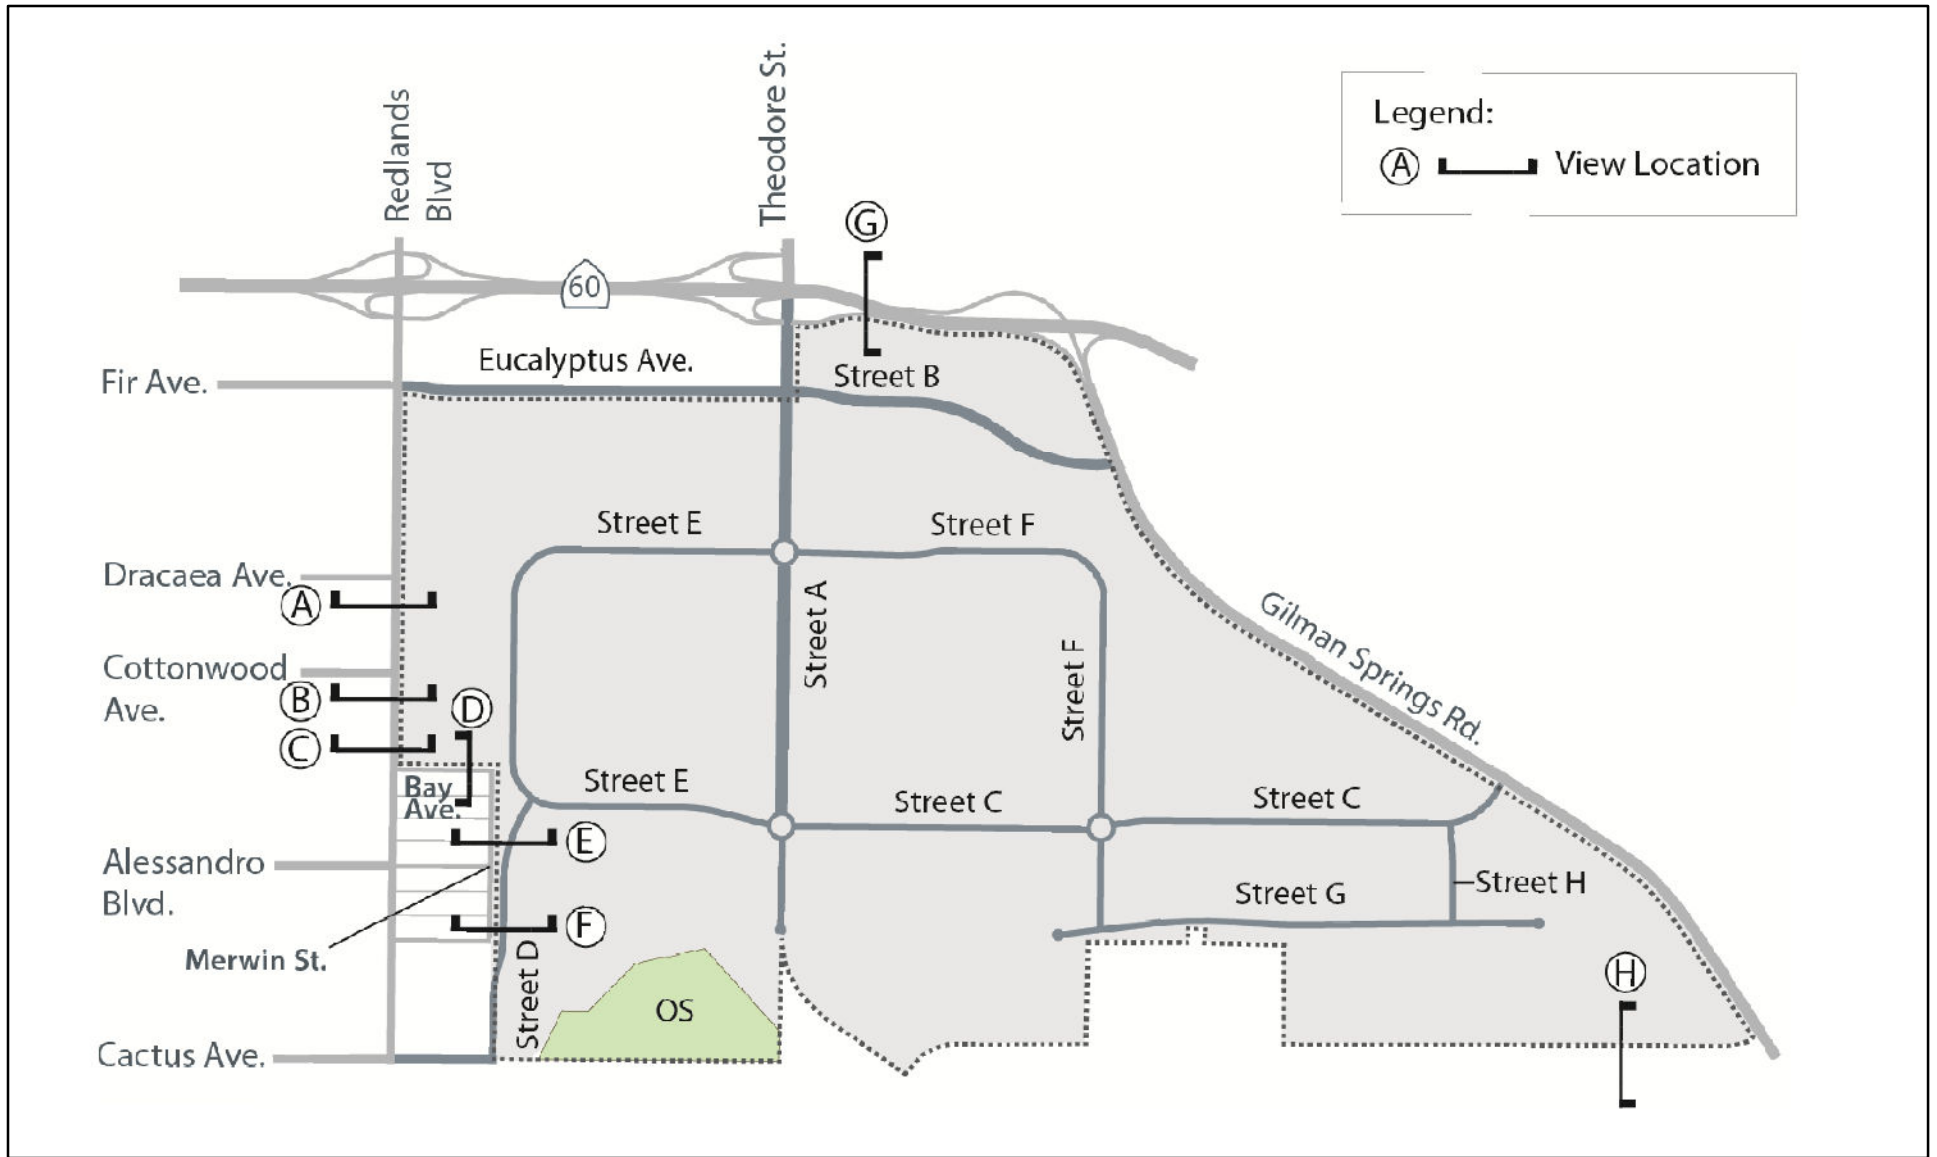 Redlands
Blvd
Theodore St.
Legend:
A View Location
G
60
Eucalyptus Ave.
Fir Ave.
Street B
Street E
Street F
Dracaea Ave.
A
Street A
Gilman Springs Rd.
Cottonwood
Ave.
B
D
Street F
C
Bay
Ave.
Street E
Street C
Street C
E
Alessandro
Blvd.
Street H
Street G
F
Merwin St.
Street D
OS
H
Cactus Ave.